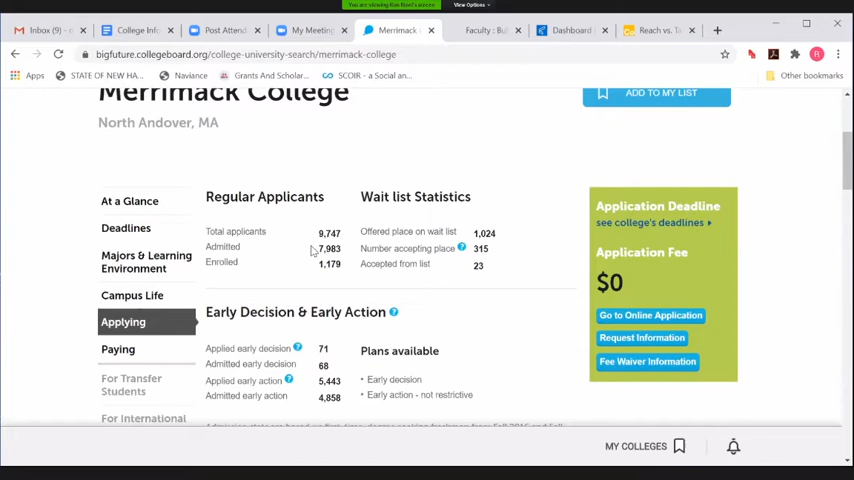 You are viewing
screen
View Options
Inbox (9)
College Info
Post Attend
My Meeting
Merrimack
Faculty : Bul
Dashboard |
Reach vs. Ta
bigfuture.collegeboard.org/college-university-search/merrimack-college
R
Apps
STATE OF NEW HA...
Naviance
Grants And Scholar...
SCOIR - a Social an...
Other bookmarks
Merrimack College
ADD TO MY LIST
North Andover, MA
At a Glance
Deadlines
Majors & Learning
Environment
Campus Life
Applying
Paying
For Transfer
Students
For International
Regular Applicants
Total applicants 9,747
Admitted 7,983
Enrolled 1,179
Wait list Statistics
Offered place on wait list 1,024
Number accepting place ? 315
Accepted from list 23
Early Decision & Early Action ?
Applied early decision ? 71
Admitted early decision 68
Applied early action ? 5,443
Admitted early action 4,858
Plans available
• Early decision
• Early action - not restrictive
Application Deadline
see college's deadlines
Application Fee
$0
Go to Online Application
Request Information
Fee Waiver Information
MY COLLEGES